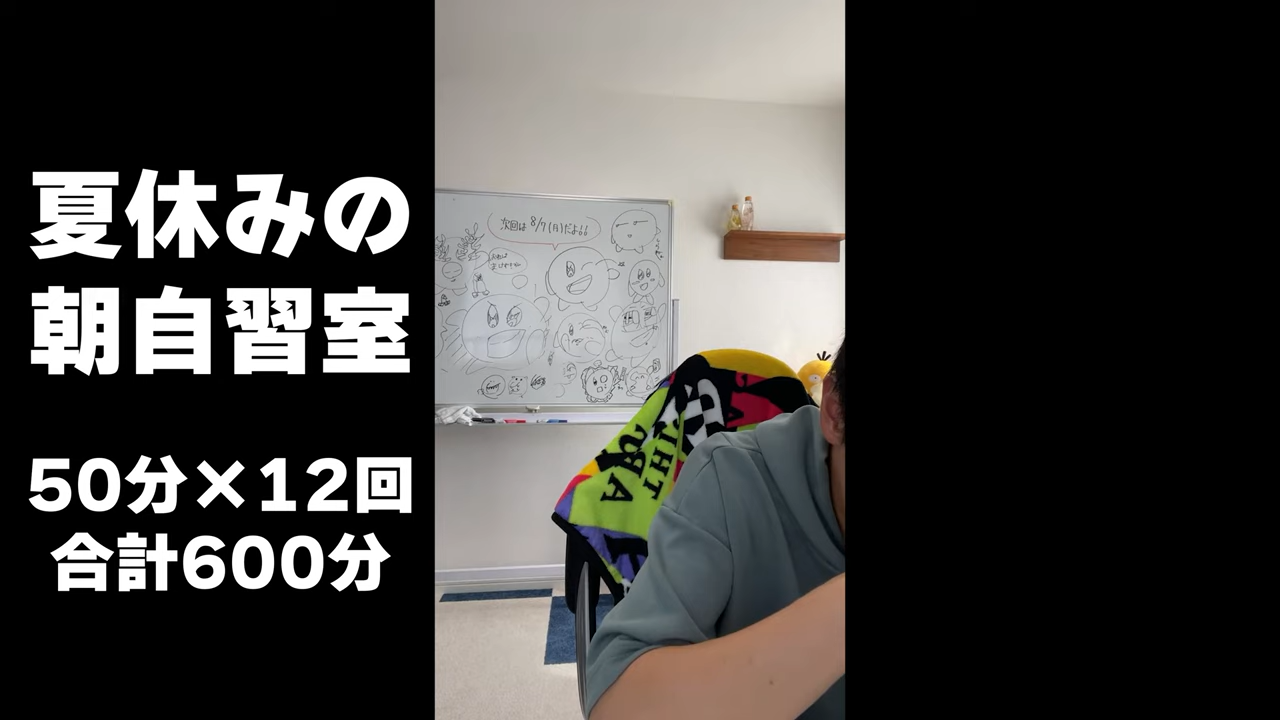 夏休みの
朝自習室
50分×12回
合計600分
次回は 8/7(月)だよ!!